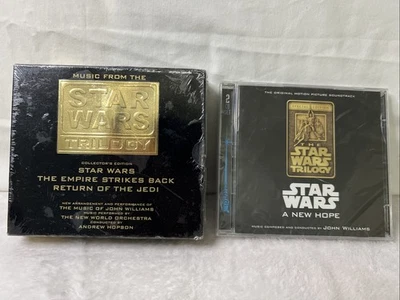 MUSIC FROM THE
STAR
WARS
TRILOGY
COLLECTOR'S EDITION
STAR WARS
THE EMPIRE STRIKES BACK
RETURN OF THE JEDI
NEW ARRANGEMENT AND PERFORMANCE OF
THE MUSIC OF JOHN WILLIAMS
MUSIC PERFORMED BY
THE NEW WORLD ORCHESTRA
CONDUCTED BY
ANDREW HOPSON
2
THE ORIGINAL MOTION PICTURE SOUNDTRACK
THE
STAR
WARS
TRILOGY
STAR
WARS
A NEW HOPE
MUSIC COMPOSED AND CONDUCTED BY JOHN WILLIAMS